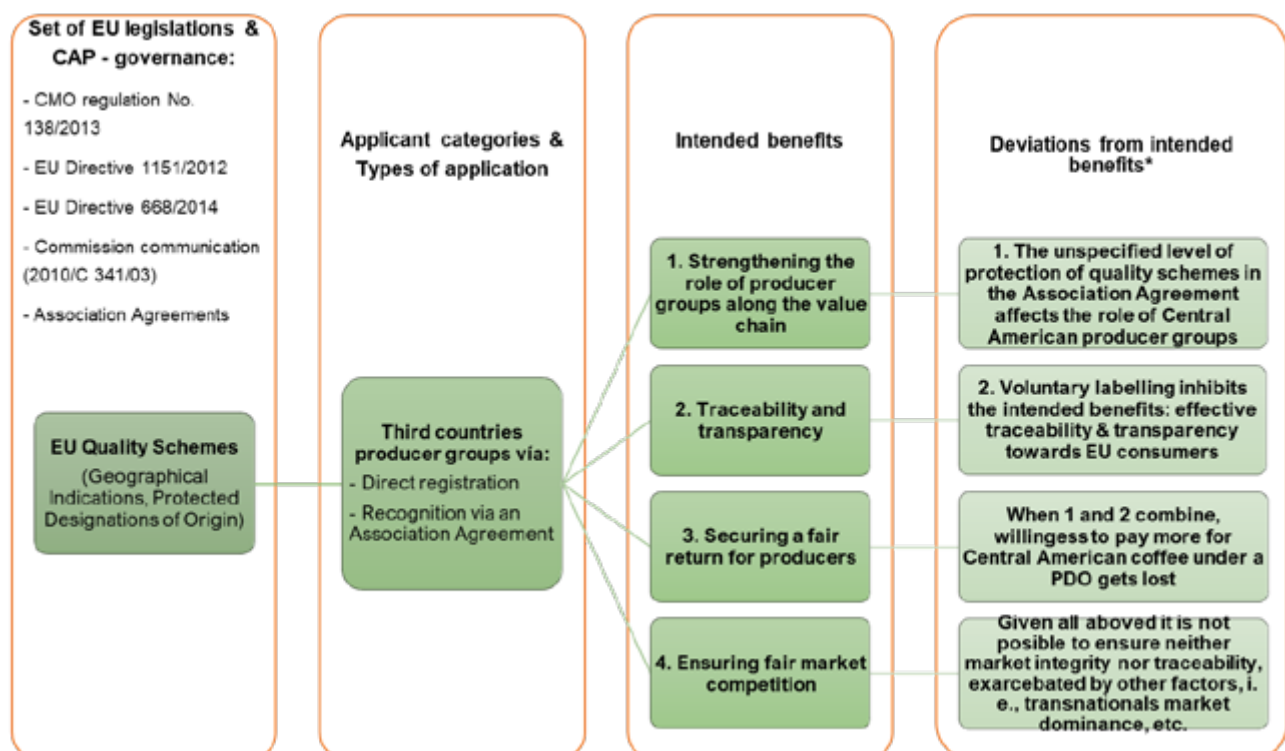 Set of EU legislations &
CAP - governance:
- CMO regulation No.
138/2013
- EU Directive 1151/2012
- EU Directive 668/2014
- Commission communication
(2010/C 341/03)
- Association Agreements
EU Quality Schemes
(Geographical
Indications, Protected
Designations of Origin)
Applicant categories &
Types of application
Third countries
producer groups vía:
- Direct registration
- Recognition via an
Association Agreement
Intended benefits
1. Strengthening the
role of producer
groups along the value
chain
2. Traceability and
transparency
3. Securing a fair
return for producers
4. Ensuring fair market
competition
Deviations from intended
benefits*
1. The unspecified level of
protection of quality schemes in
the Association Agreement
affects the role of Central
American producer groups
2. Voluntary labelling inhibits
the intended benefits: effective
traceability & transparency
towards EU consumers
When 1 and 2 combine,
willingess to pay more for
Central American coffee under a
PDO gets lost
Given all aboved it is not
posible to ensure neither
market integrity nor traceability,
exarcebated by other factors, i.
e., transnationals market
dominance, etc.